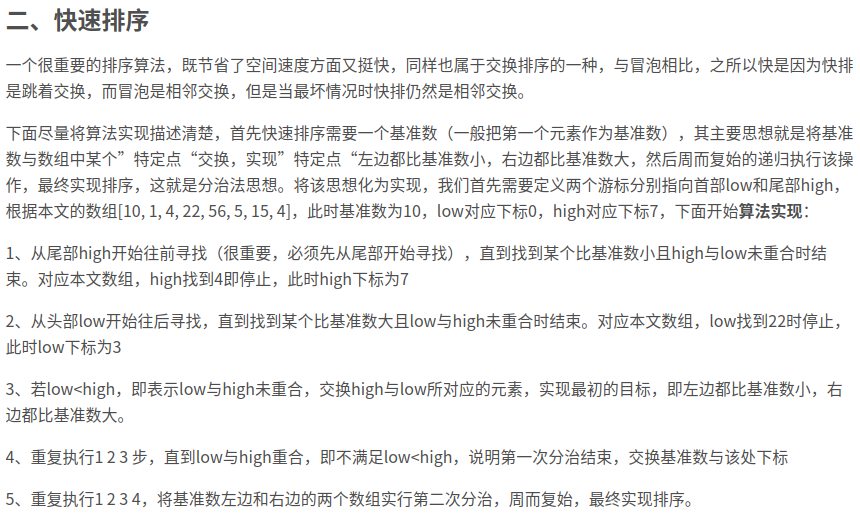 二、快速排序
一个很重要的排序算法，既节省了空间速度方面又挺快，同样也属于交换排序的一种，与冒泡相比，之所以快是因为快排
是跳着交换，而冒泡是相邻交换，但是当最坏情况时快排仍然是相邻交换。
下面尽量将算法实现描述清楚，首先快速排序需要一个基准数（一般把第一个元素作为基准数），其主要思想就是将基准
数与数组中某个”特定点“交换，实现”特定点“左边都比基准数小，右边都比基准数大，然后周而复始的递归执行该操
作，最终实现排序，这就是分治法思想。将该思想化为实现，我们首先需要定义两个游标分别指向首部low和尾部high，
根据本文的数组[10, 1, 4, 22, 56, 5, 15, 4]，此时基准数为10，low对应下标0，high对应下标7，下面开始算法实现：
1、从尾部high开始往前寻找（很重要，必须先从尾部开始寻找），直到找到某个比基准数小且high与low未重合时结
束。对应本文数组，high找到4即停止，此时high下标为7
2、从头部low开始往后寻找，直到找到某个比基准数大且low与high未重合时结束。对应本文数组，low找到22时停止，
此时low下标为3
3、若low<high，即表示low与high未重合，交换high与low所对应的元素，实现最初的目标，即左边都比基准数小，右
边都比基准数大。
4、重复执行1 2 3 步，直到low与high重合，即不满足low<high，说明第一次分治结束，交换基准数与该处下标
5、重复执行1 2 3 4，将基准数左边和右边的两个数组实行第二次分治，周而复始，最终实现排序。